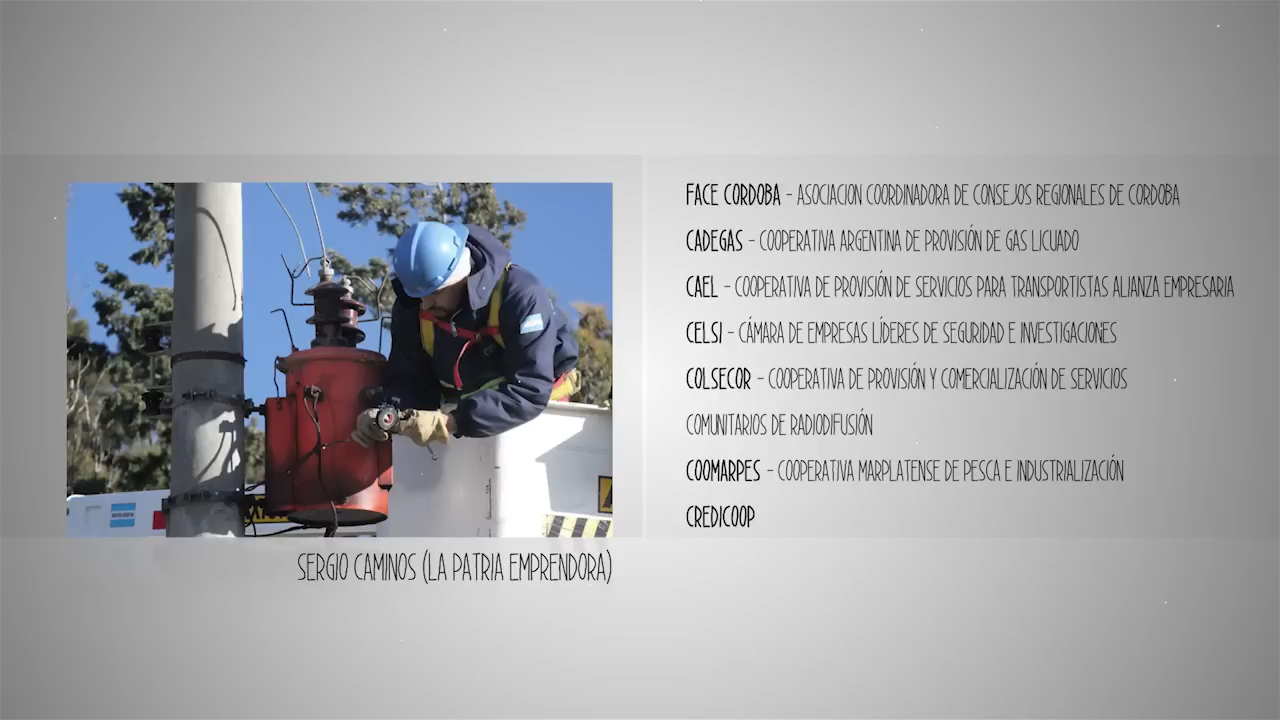 FACE CORDOBA - ASOCIACION COORDINADORA DE CONSEJOS REGIONALES DE CORDOBA
CADEGAS - COOPERATIVA ARGENTINA DE PROVISIÓN DE GAS LICUADO
CAEL - COOPERATIVA DE PROVISIÓN DE SERVICIOS PARA TRANSPORTISTAS ALIANZA EMPRESARIA
CELSI - CÁMARA DE EMPRESAS LÍDERES DE SEGURIDAD E INVESTIGACIONES
COLSECOR - COOPERATIVA DE PROVISIÓN Y COMERCIALIZACIÓN DE SERVICIOS
COMUNITARIOS DE RADIODIFUSIÓN
COOMARPES - COOPERATIVA MARPLATENSE DE PESCA E INDUSTRIALIZACIÓN
CREDICOOP
SERGIO CAMINOS (LA PATRIA EMPRENDORA)